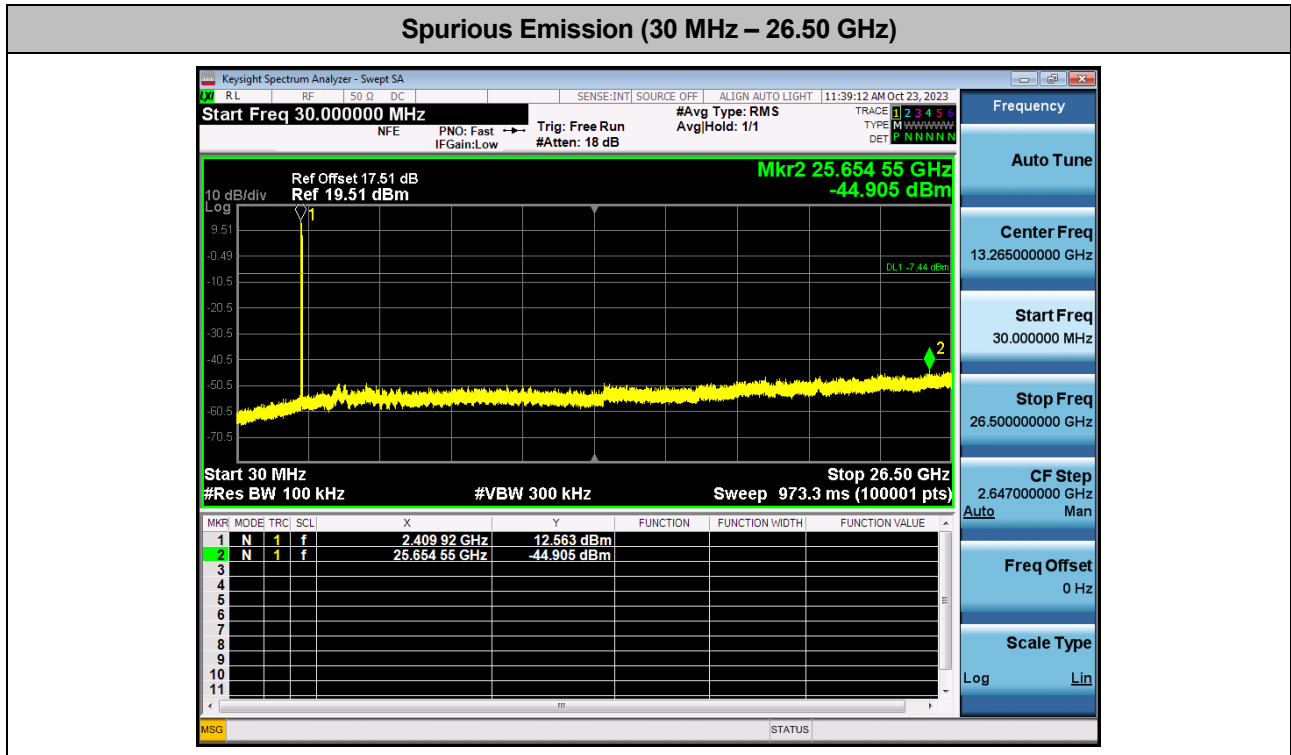 Spurious Emission (30 MHz – 26.50 GHz)
Keysight Spectrum Analyzer - Swept SA
LXI RL RF 50 Ω DC SENSE:INT SOURCE OFF ALIGN AUTO LIGHT 11:39:12 AM Oct 23, 2023
Start Freq 30.000000 MHz
NFE
PNO: Fast
IFGain:Low
Trig: Free Run
#Atten: 18 dB
#Avg Type: RMS
Avg|Hold: 1/1
TRACE 1 2 3 4 5 6
TYPE M WWWWW
DET P N N N N N
Mkr2 25.654 55 GHz
-44.905 dBm
Ref Offset 17.51 dB
10 dB/div Ref 19.51 dBm
Log
1
9.51
-0.49
DL1 -7.44 dBm
-10.5
-20.5
-30.5
2
-40.5
-50.5
-60.5
-70.5
Start 30 MHz Stop 26.50 GHz
#Res BW 100 kHz #VBW 300 kHz Sweep 973.3 ms (100001 pts)
MKR MODE TRC SCL X Y FUNCTION FUNCTION WIDTH FUNCTION VALUE
1 N 1 f 2.409 92 GHz 12.563 dBm
2 N 1 f 25.654 55 GHz -44.905 dBm
3
4
5
6
7
8
9
10
11
MSG STATUS
Frequency
Auto Tune
Center Freq
13.265000000 GHz
Start Freq
30.000000 MHz
Stop Freq
26.500000000 GHz
CF Step
2.647000000 GHz
Auto Man
Freq Offset
0 Hz
Scale Type
Log Lin